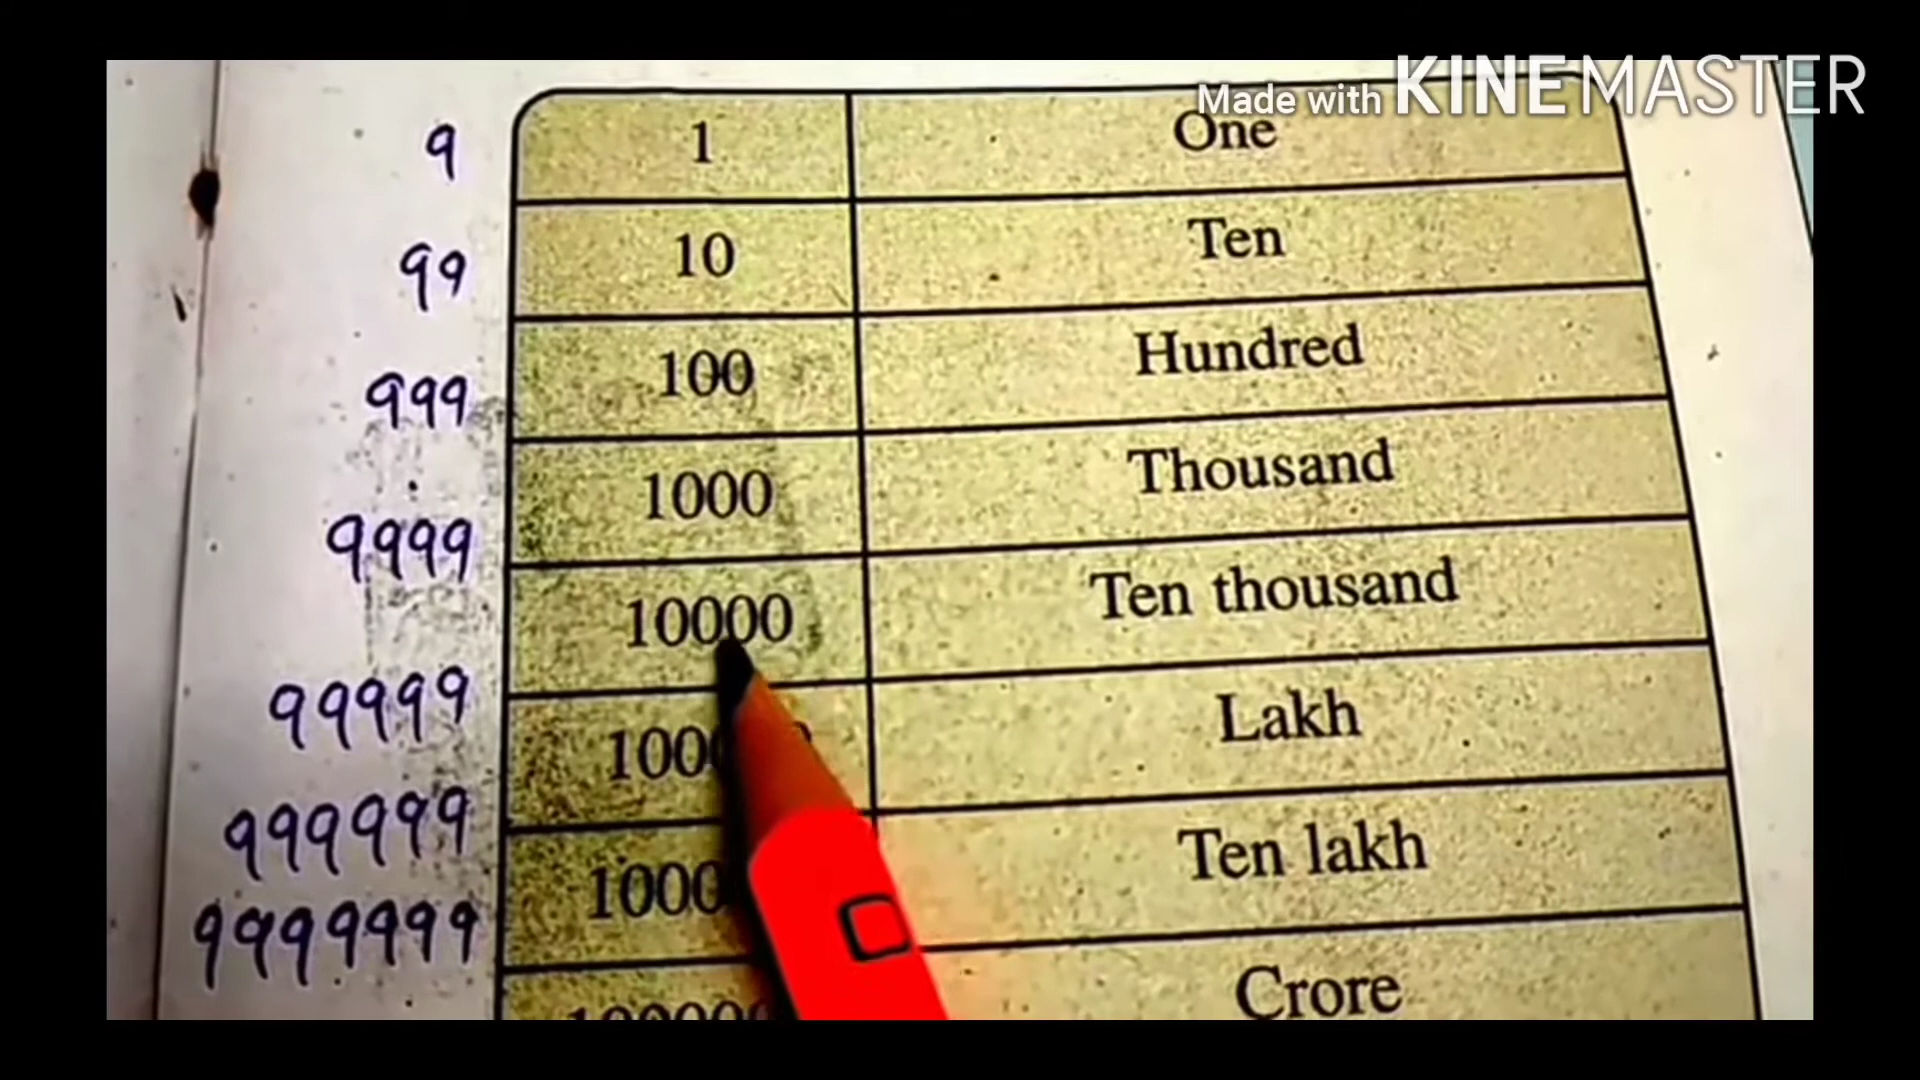 Made with KINEMASTER
9 1 One
99 10 Ten
999 100 Hundred
9999 1000 Thousand
10000 Ten thousand
99999 Lakh
999999 Ten lakh
9999999 Crore